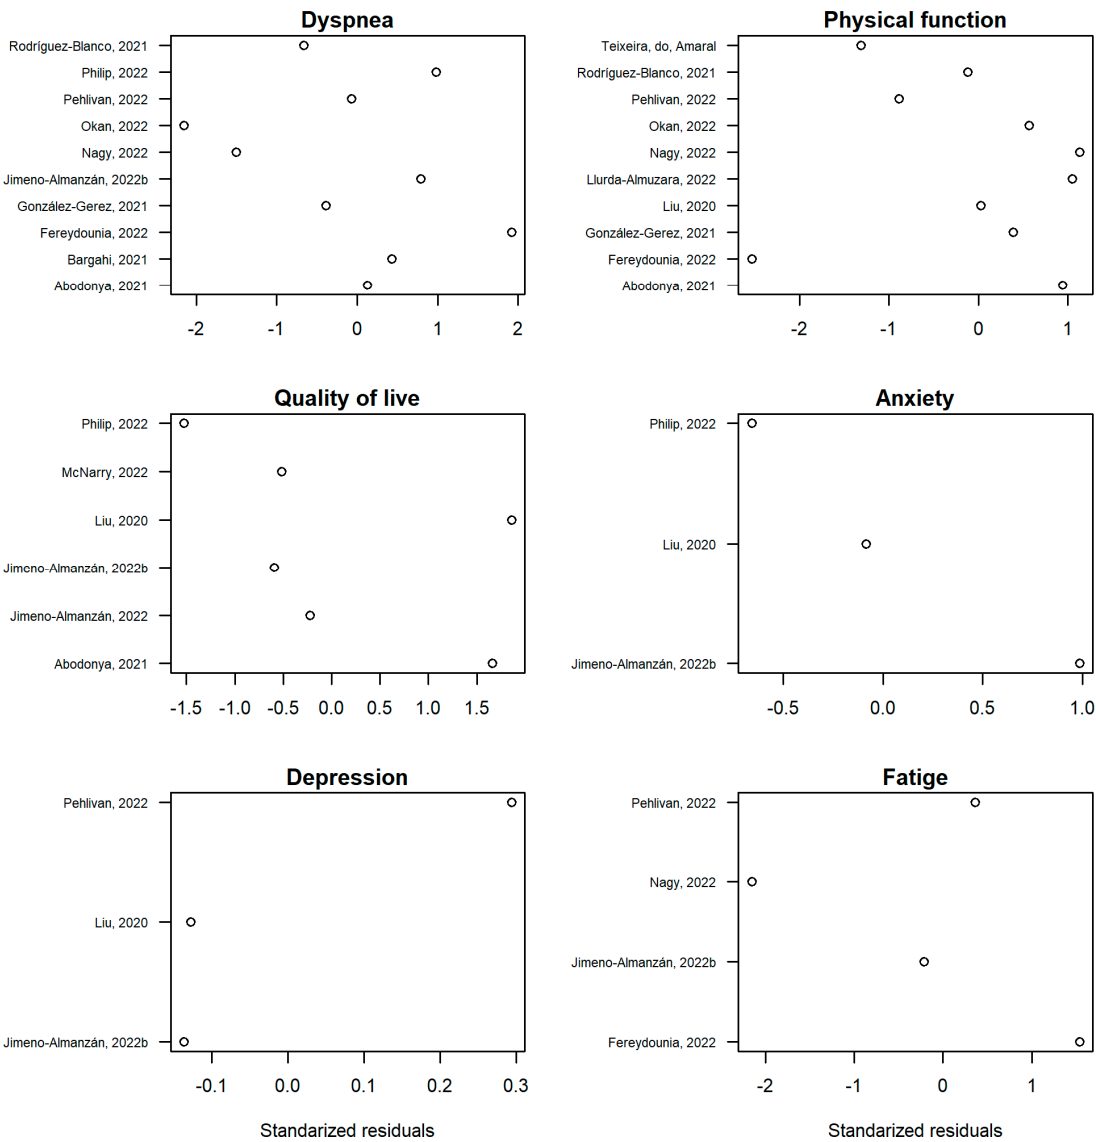 Dyspnea
Rodríguez-Blanco, 2021
Philip, 2022
Pehlivan, 2022
Okan, 2022
Nagy, 2022
Jimeno-Almanzán, 2022b
González-Gerez, 2021
Fereydounia, 2022
Bargahi, 2021
Abodonya, 2021
-2 -1 0 1 2
Physical function
Teixeira, do, Amaral
Rodríguez-Blanco, 2021
Pehlivan, 2022
Okan, 2022
Nagy, 2022
Llurda-Almuzara, 2022
Liu, 2020
González-Gerez, 2021
Fereydounia, 2022
Abodonya, 2021
-2 -1 0 1
Quality of live
Philip, 2022
McNarry, 2022
Liu, 2020
Jimeno-Almanzán, 2022b
Jimeno-Almanzán, 2022
Abodonya, 2021
-1.5 -1.0 -0.5 0.0 0.5 1.0 1.5
Anxiety
Philip, 2022
Liu, 2020
Jimeno-Almanzán, 2022b
-0.5 0.0 0.5 1.0
Depression
Pehlivan, 2022
Liu, 2020
Jimeno-Almanzán, 2022b
-0.1 0.0 0.1 0.2 0.3
Standarized residuals
Fatige
Pehlivan, 2022
Nagy, 2022
Jimeno-Almanzán, 2022b
Fereydounia, 2022
-2 -1 0 1
Standarized residuals